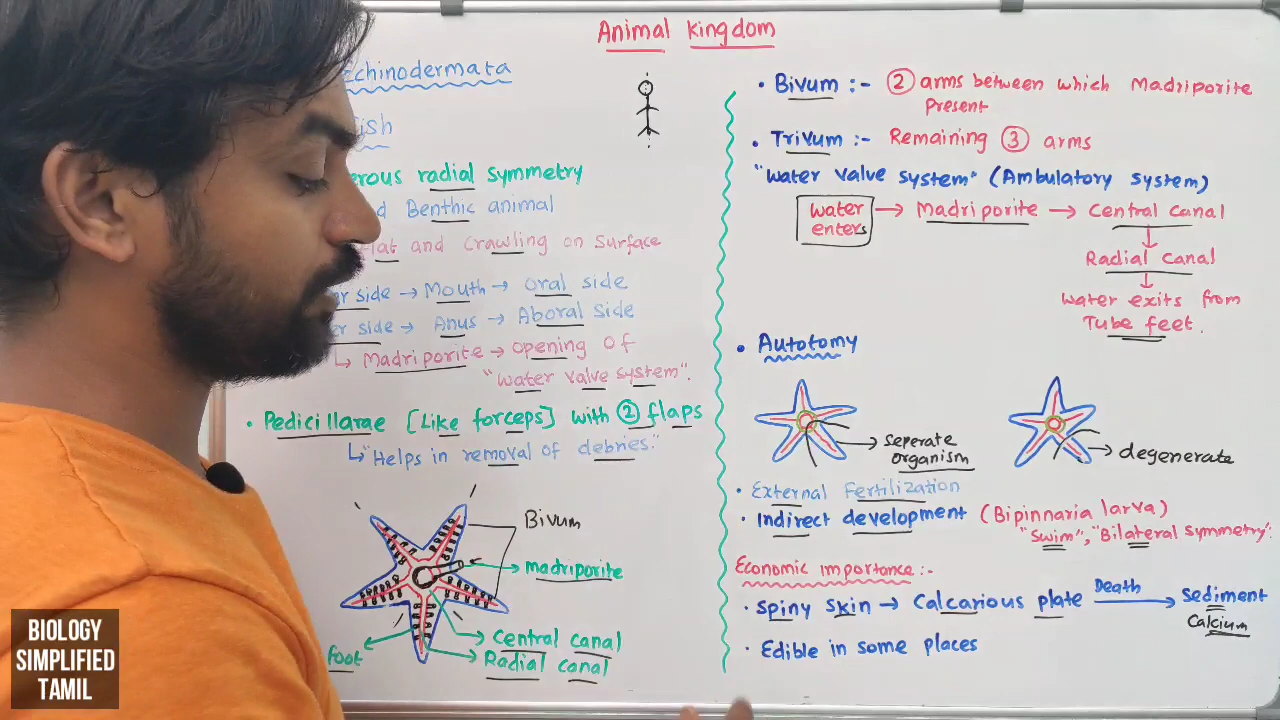 Animal kingdom
Echinodermata
fish
erous radial symmetry
d Benthic animal
Flat and Crawling on Surface
er side → Mouth → oral side
er side → Anus → Aboral side
↳ Madriporite → opening of
"water valve system".
• Pedicillarae [Like forceps] with ② flaps
↳ "Helps in removal of debries."
Bivum
madriporite
Central canal
Radial canal
foot
• Bivum :- ② arms between which Madriporite
Present
• Trivum :- Remaining ③ arms
"water valve system" (Ambulatory system)
water enters → Madriporite → Central canal
↓
Radial canal
↓
water exits from
Tube feet.
• Autotomy
→ seperate
organism
→ degenerate
• External Fertilization
• Indirect development (Bipinnaria larva)
"Swim", "Bilateral symmetry"
Economic importance :-
• Spiny skin → Calcarious plate Death → Sediment
Calcium
• Edible in some places
BIOLOGY
SIMPLIFIED
TAMIL